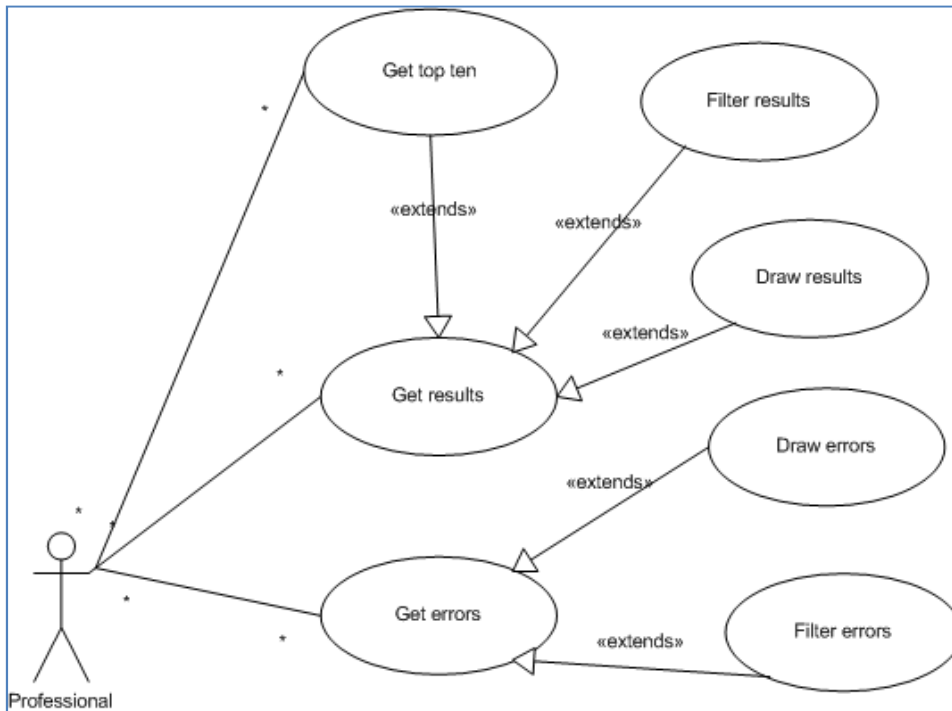 Get top ten
Filter results
*
«extends»
«extends»
Draw results
«extends»
*
Get results
Draw errors
«extends»
*
*
*
Get errors
Filter errors
*
«extends»
Professional